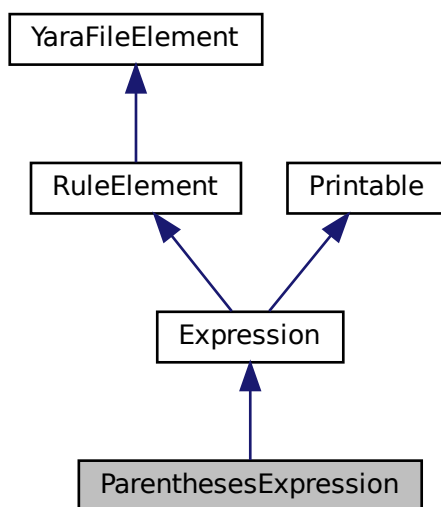 YaraFileElement
RuleElement
Printable
Expression
ParenthesesExpression